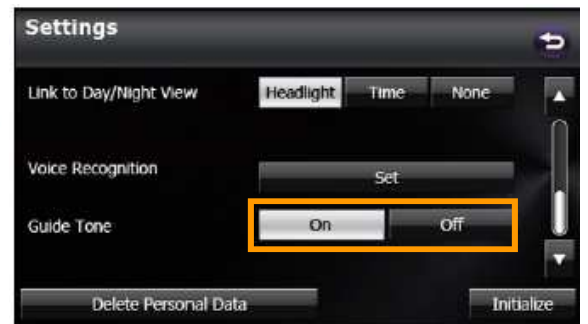 Settings
Link to Day/Night View Headlight Time None
Voice Recognition Set
Guide Tone On Off
Delete Personal Data Initialize